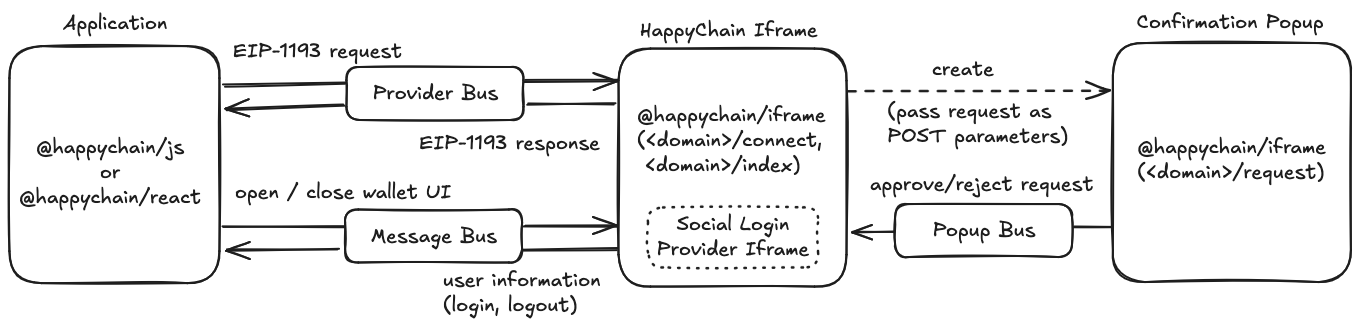 Application
EIP-1193 request
Provider Bus
EIP-1193 response
@happychain/js
or
@happychain/react
open / close wallet UI
Message Bus
user information
(login, logout)
HappyChain Iframe
@happychain/iframe
(<domain>/connect,
<domain>/index)
Social Login
Provider Iframe
create
(pass request as
POST parameters)
approve/reject request
Popup Bus
Confirmation Popup
@happychain/iframe
(<domain>/request)